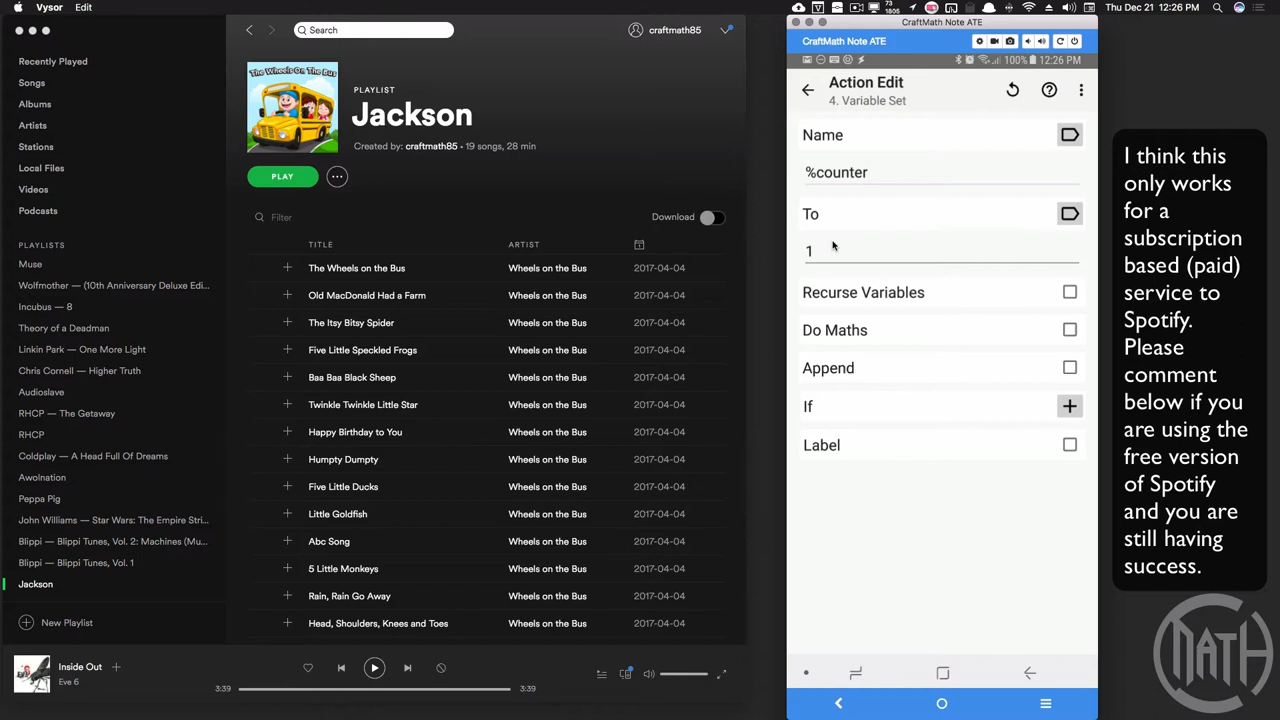 Vysor Edit
73
1805
Thu Dec 21 12:26 PM
Search
craftmath85
Recently Played
Songs
Albums
Artists
Stations
Local Files
Videos
Podcasts
PLAYLISTS
Muse
Wolfmother — (10th Anniversary Deluxe Edi...
Incubus — 8
Theory of a Deadman
Linkin Park — One More Light
Chris Cornell — Higher Truth
Audioslave
RHCP — The Getaway
RHCP
Coldplay — A Head Full Of Dreams
Awolnation
Peppa Pig
John Williams — Star Wars: The Empire Stri...
Blippi — Blippi Tunes, Vol. 2: Machines (Mu...
Blippi — Blippi Tunes, Vol. 1
Jackson
New Playlist
The Wheels On The Bus
PLAYLIST
Jackson
Created by: craftmath85 • 19 songs, 28 min
PLAY
Filter
Download
TITLE ARTIST
The Wheels on the Bus Wheels on the Bus 2017-04-04
Old MacDonald Had a Farm Wheels on the Bus 2017-04-04
The Itsy Bitsy Spider Wheels on the Bus 2017-04-04
Five Little Speckled Frogs Wheels on the Bus 2017-04-04
Baa Baa Black Sheep Wheels on the Bus 2017-04-04
Twinkle Twinkle Little Star Wheels on the Bus 2017-04-04
Happy Birthday to You Wheels on the Bus 2017-04-04
Humpty Dumpty Wheels on the Bus 2017-04-04
Five Little Ducks Wheels on the Bus 2017-04-04
Little Goldfish Wheels on the Bus 2017-04-04
Abc Song Wheels on the Bus 2017-04-04
5 Little Monkeys Wheels on the Bus 2017-04-04
Rain, Rain Go Away Wheels on the Bus 2017-04-04
Head, Shoulders, Knees and Toes Wheels on the Bus 2017-04-04
Inside Out
Eve 6
3:39
3:39
CraftMath Note ATE
CraftMath Note ATE
100% 12:26 PM
Action Edit
4. Variable Set
Name
%counter
To
1
Recurse Variables
Do Maths
Append
If
Label
I think this
only works
for a
subscription
based (paid)
service to
Spotify.
Please
comment
below if you
are using the
free version
of Spotify
and you are
still having
success.
MATH